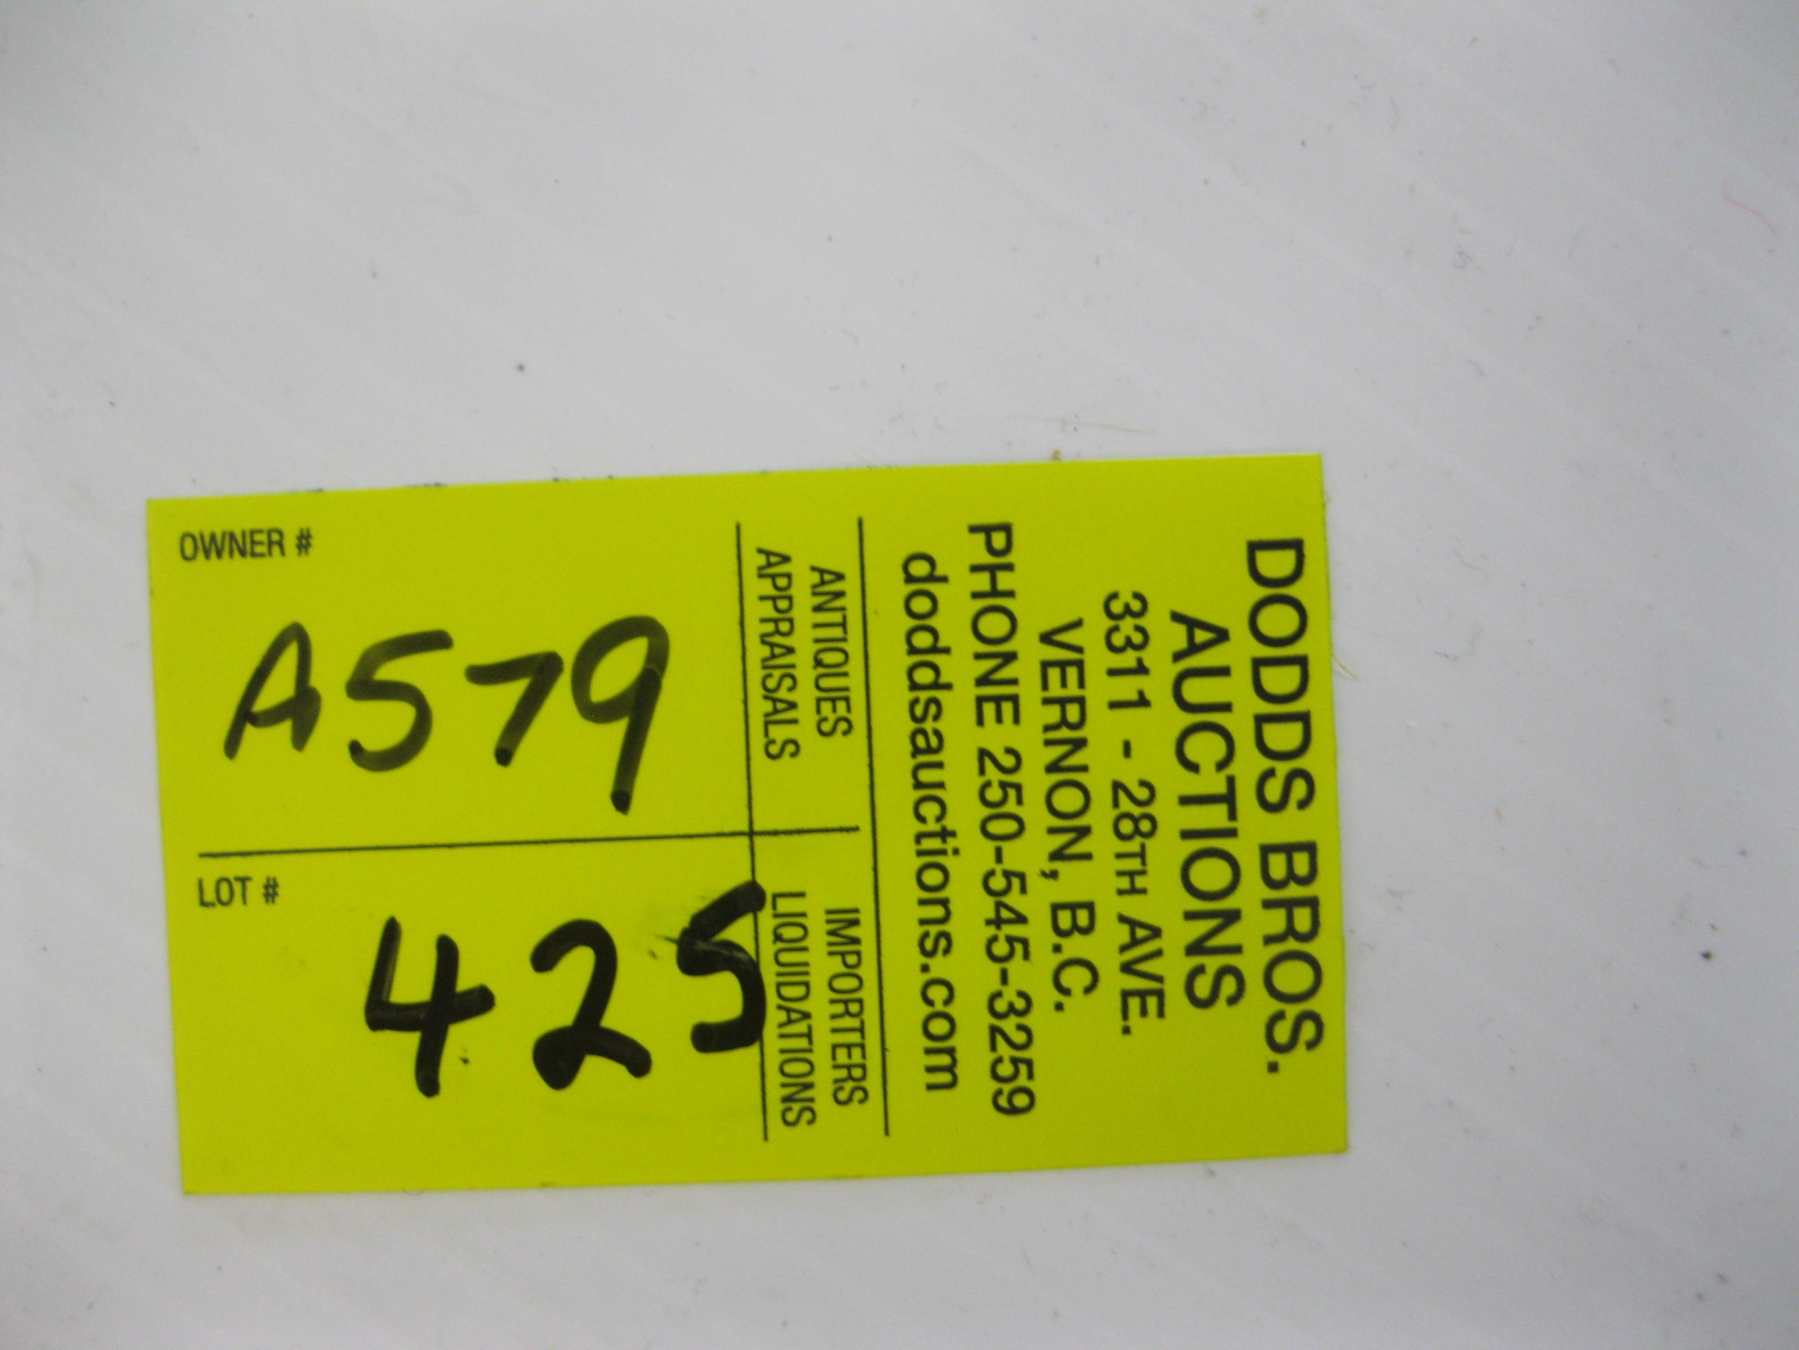 DODDS BROS.
AUCTIONS
3311 - 28TH AVE.
VERNON, B.C.
PHONE 250-545-3259
doddsauctions.com
ANTIQUES
APPRAISALS
IMPORTERS
LIQUIDATIONS
OWNER #
A579
LOT #
425